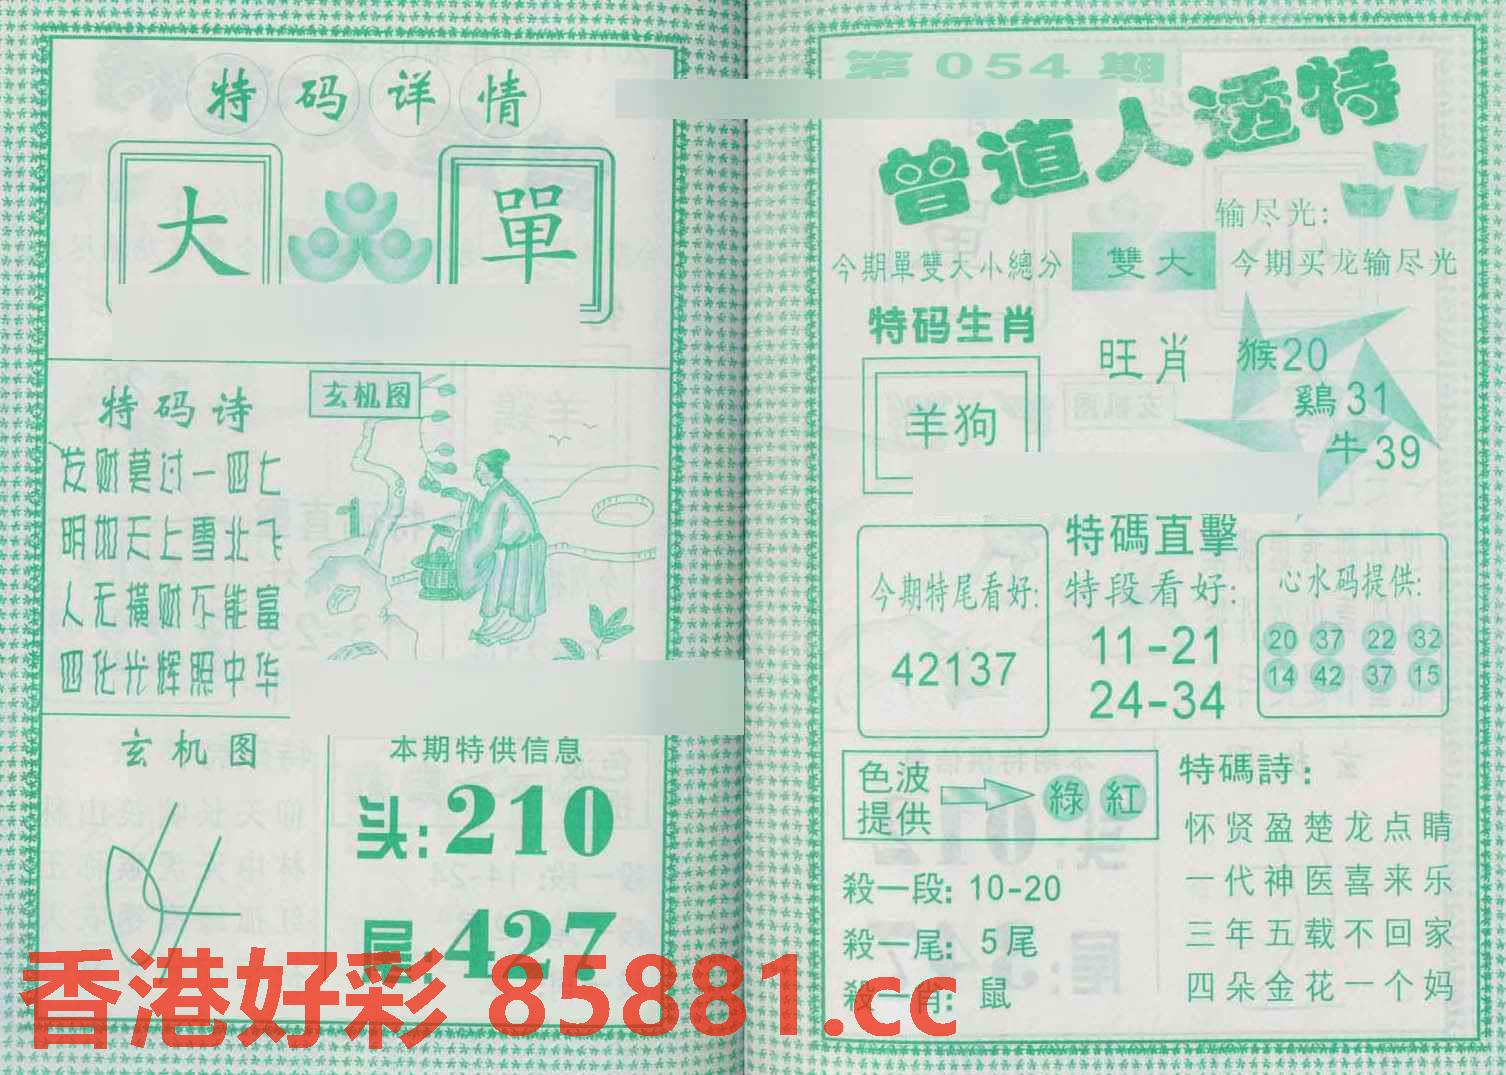 特码详情
大 單
特码诗
发财莫过一四七
明如天上雪北飞
人无横财不能富
四化光辉照中华
玄机图
玄机图
本期特供信息
头:210
尾:427
第054期
曾道人透特
输尽光:
今期單雙大小總分 雙大 今期买龙输尽光
特码生肖
羊狗
旺肖
猴20
鷄31
牛39
特碼直擊
今期特尾看好:
42137
特段看好:
11-21
24-34
心水码提供:
20 37 22 32
14 42 37 15
色波提供
綠 紅
殺一段: 10-20
殺一尾: 5尾
殺一肖: 鼠
特碼詩:
怀贤盈楚龙点睛
一代神医喜来乐
三年五载不回家
四朵金花一个妈
香港好彩 85881.cc